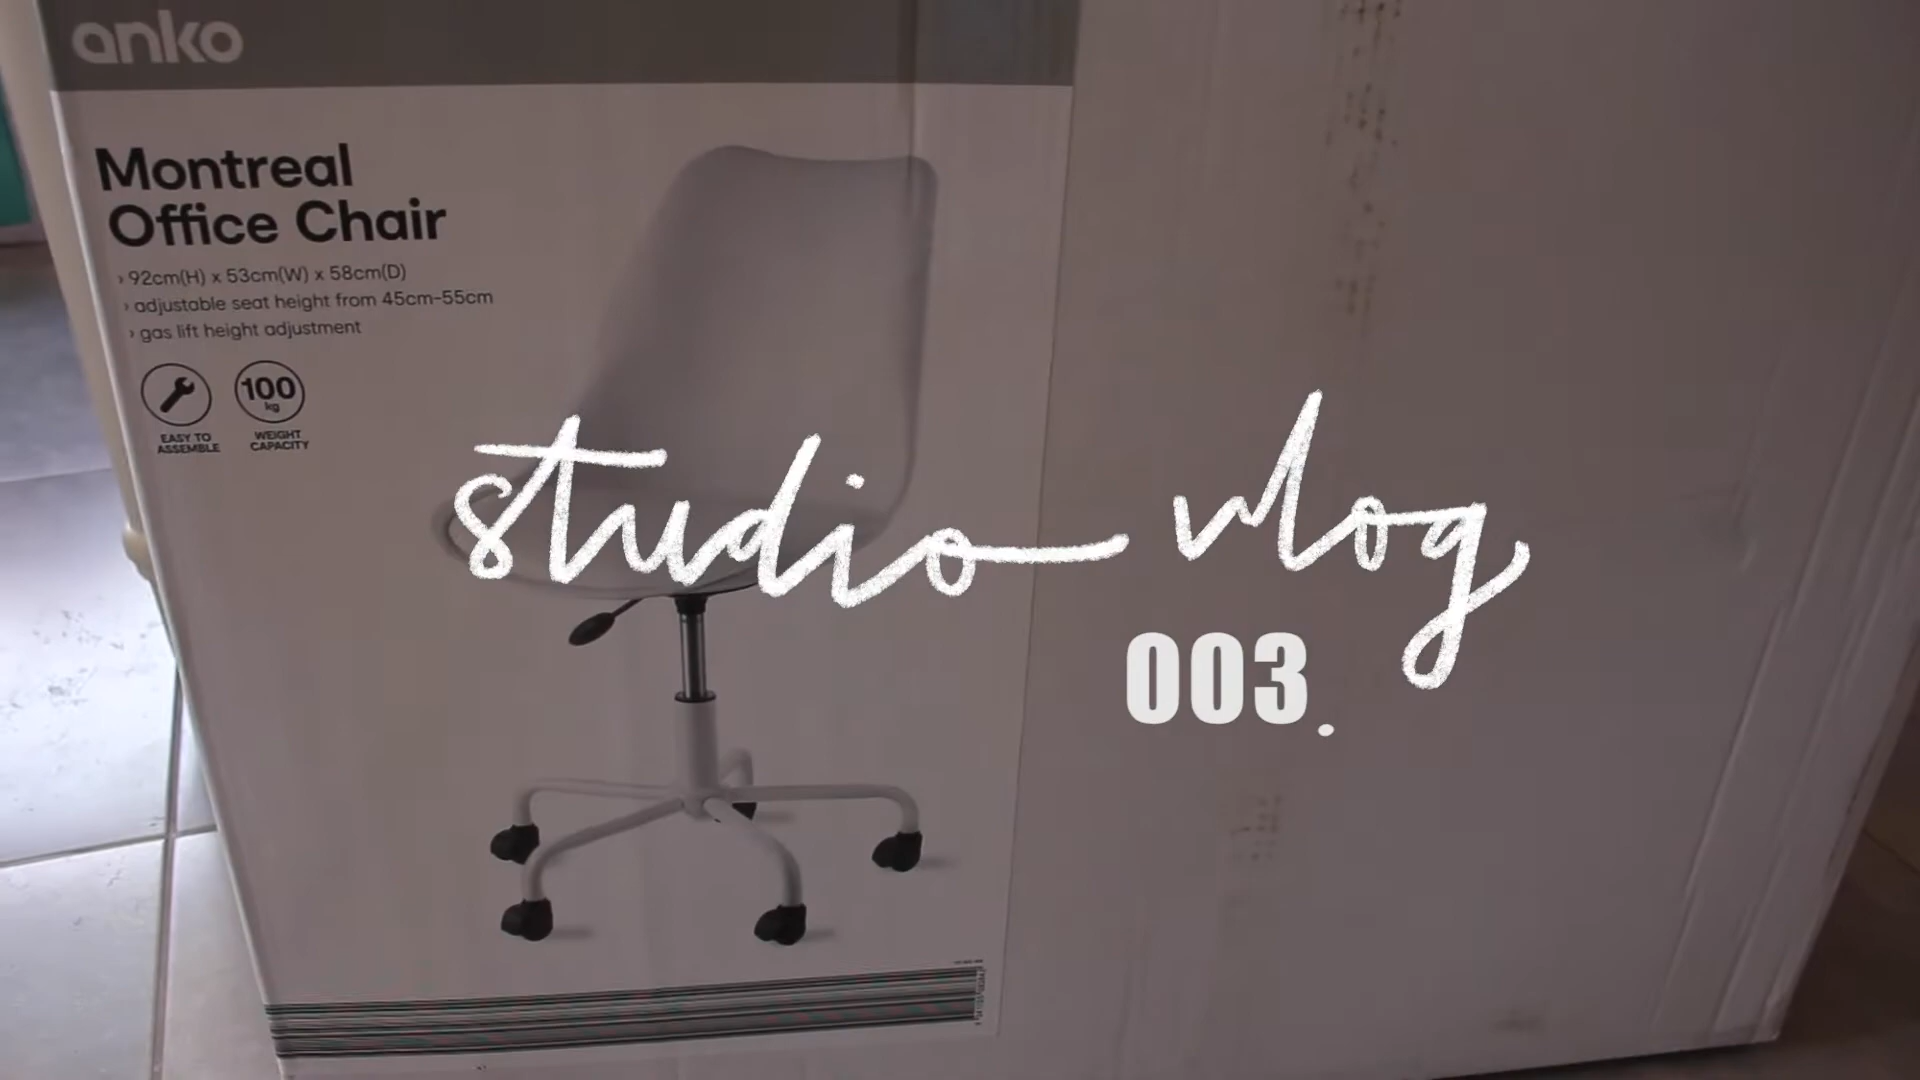 anko
Montreal
Office Chair
› 92cm(H) x 53cm(W) x 58cm(D)
› adjustable seat height from 45cm-55cm
› gas lift height adjustment
100
kg
EASY TO
ASSEMBLE
WEIGHT
CAPACITY
studio vlog
003.